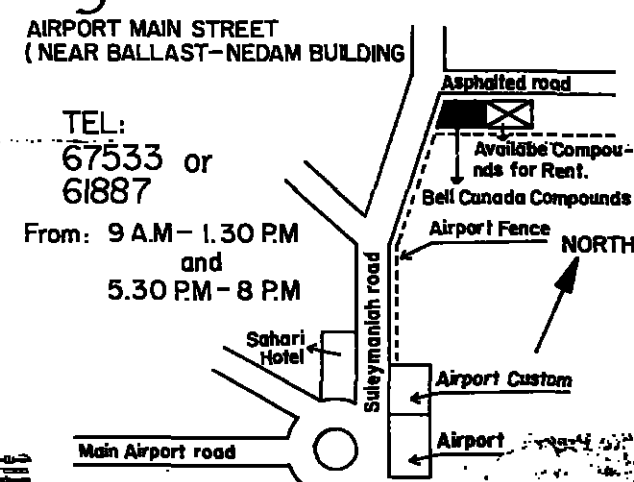 AIRPORT MAIN STREET
(NEAR BALLAST-NEDAM BUILDING
TEL:
67533 or
61887
From: 9 A.M - 1.30 P.M
and
5.30 P.M - 8 P.M
Asphalted road
Availabe Compou-
nds for Rent.
Bell Canada Compounds
Airport Fence
NORTH
Suleymaniah road
Sahari
Hotel
Airport Custom
Airport
Main Airport road